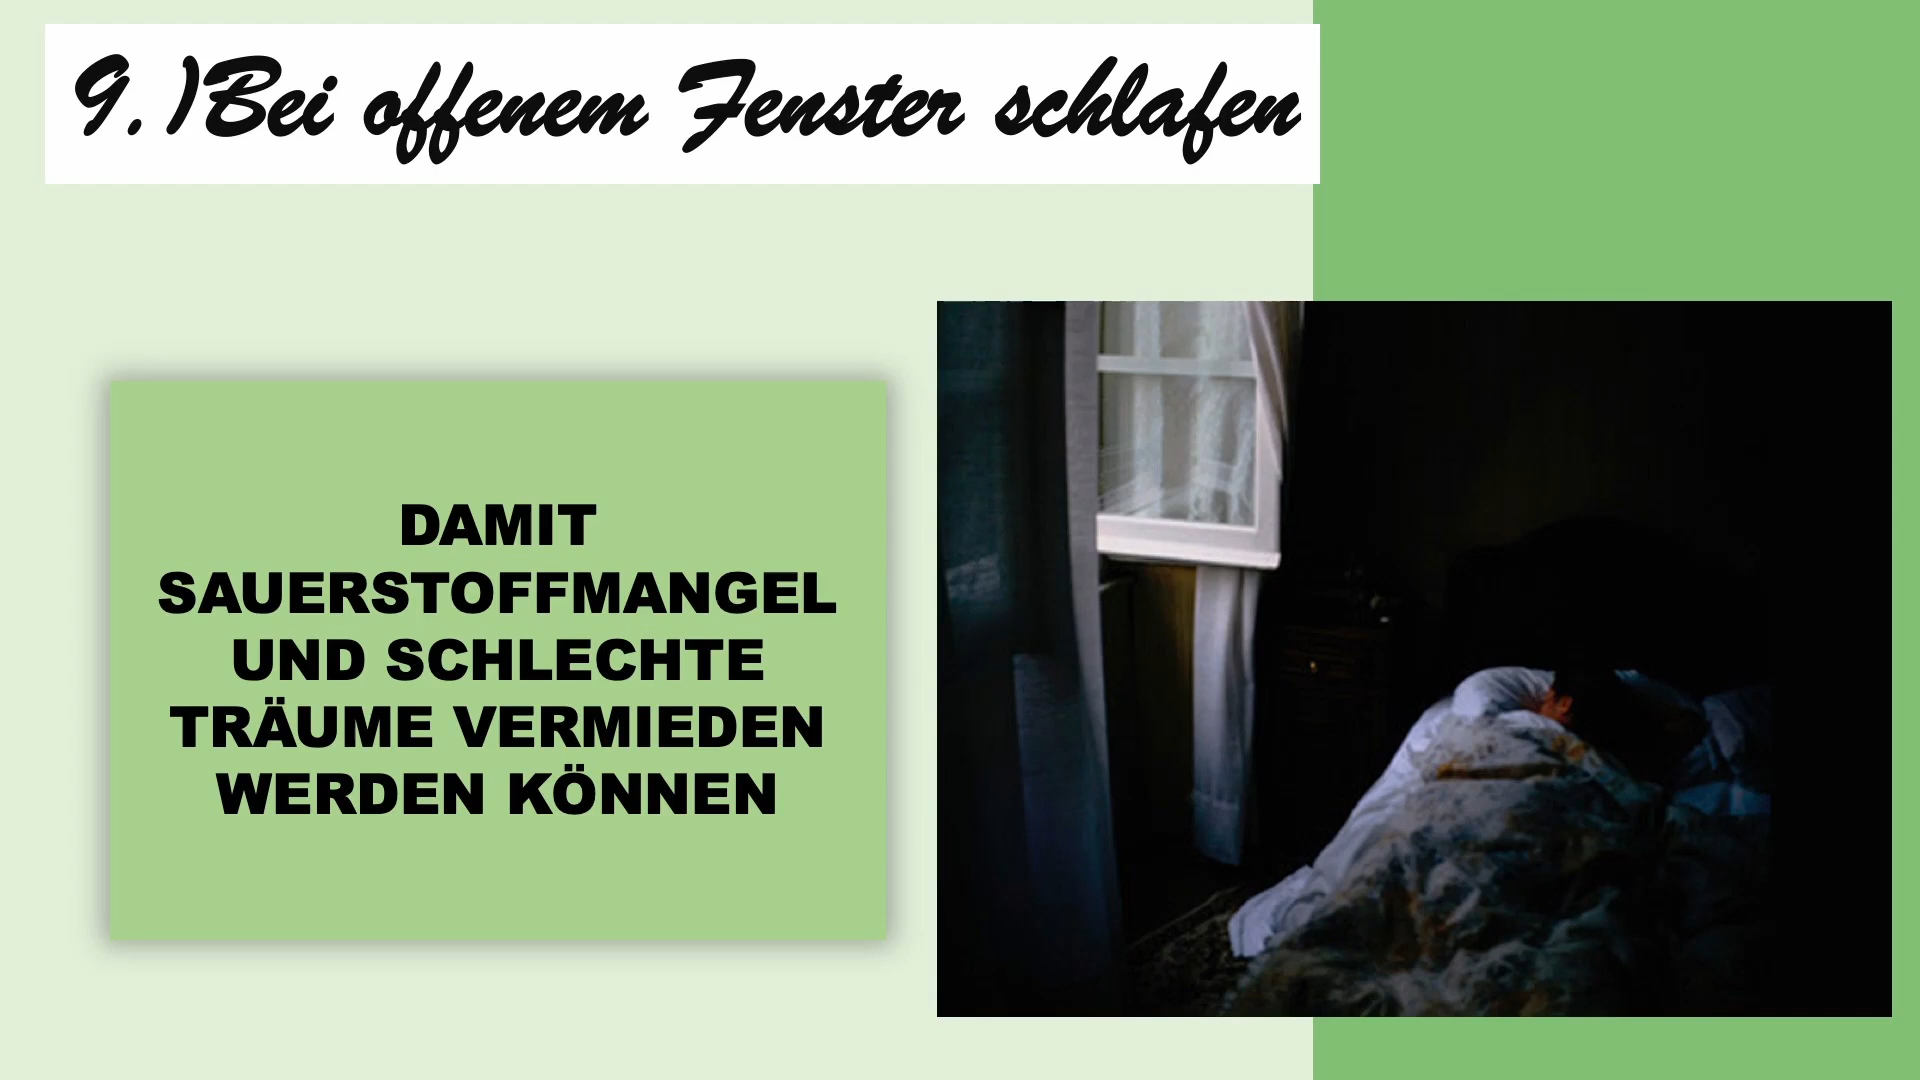 9.)Bei offenem Fenster schlafen
DAMIT
SAUERSTOFFMANGEL
UND SCHLECHTE
TRÄUME VERMIEDEN
WERDEN KÖNNEN